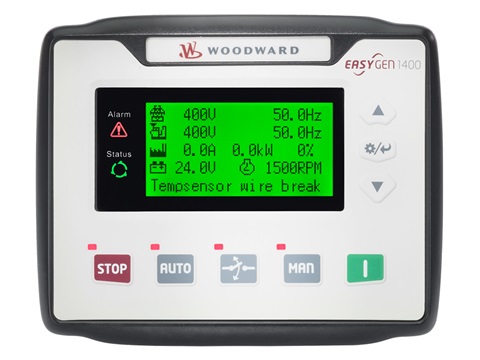 WOODWARD
EASYGEN 1400
Alarm
Status
400V 50.0Hz
400V 50.0Hz
0.0A 0.0kW 0%
24.0V 1500RPM
Tempsensor wire break
STOP AUTO MAN I